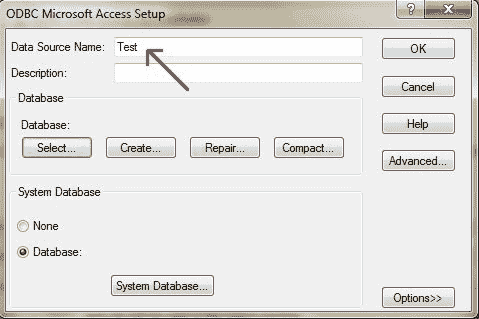 ODBC Microsoft Access Setup
Data Source Name: Test
OK
Description:
Cancel
Database
Database:
Help
Select... Create... Repair... Compact...
Advanced...
System Database
None
Database:
System Database...
Options>>